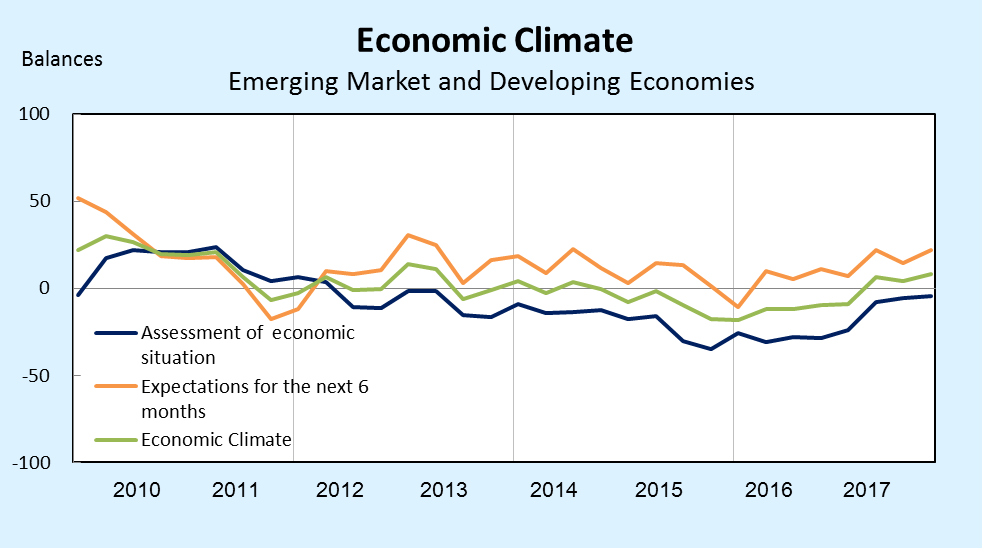 Economic Climate
Balances
Emerging Market and Developing Economies
100
50
0
-50
-100
Assessment of economic
situation
Expectations for the next 6
months
Economic Climate
2010 2011 2012 2013 2014 2015 2016 2017